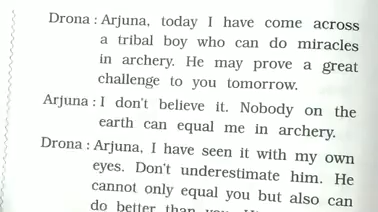 Drona : Arjuna, today I have come across
a tribal boy who can do miracles
in archery. He may prove a great
challenge to you tomorrow.
Arjuna : I don't believe it. Nobody on the
earth can equal me in archery.
Drona : Arjuna, I have seen it with my own
eyes. Don't underestimate him. He
cannot only equal you but also can
do better than you.